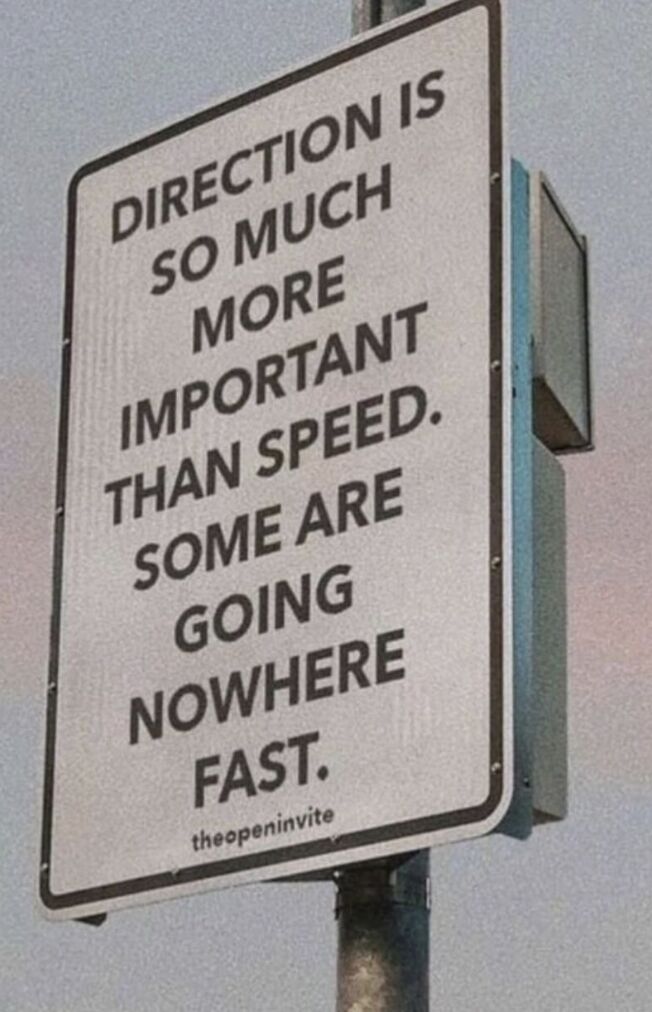 DIRECTION IS
SO MUCH
MORE
IMPORTANT
THAN SPEED.
SOME ARE
GOING
NOWHERE
FAST.
theopeninvite